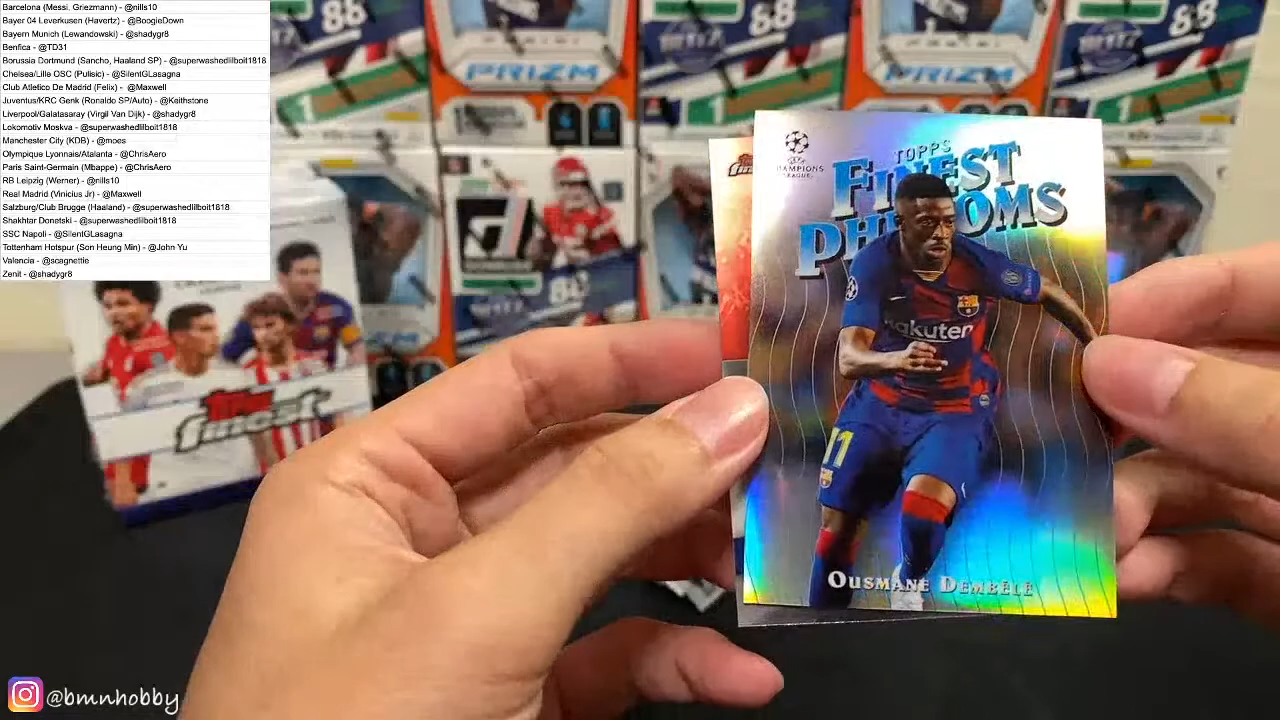 Barcelona (Messi, Griezmann) - @nills10
Bayer 04 Leverkusen (Havertz) - @BoogieDown
Bayern Munich (Lewandowski) - @shadygr8
Benfica - @TD31
Borussia Dortmund (Sancho, Haaland SP) - @superwashedlilboit1818
Chelsea/Lille OSC (Pulisic) - @SilentGLasagna
Club Atletico De Madrid (Felix) - @Maxwell
Juventus/KRC Genk (Ronaldo SP/Auto) - @Keithstone
Liverpool/Galatasaray (Virgil Van Dijk) - @shadygr8
Lokomotiv Moskva - @superwashedlilboit1818
Manchester City (KDB) - @moes
Olympique Lyonnais/Atalanta - @ChrisAero
Paris Saint-Germain (Mbappe) - @ChrisAero
RB Leipzig (Werner) - @nills10
Real Madrid (Vinicius Jr) - @Maxwell
Salzburg/Club Brugge (Haaland) - @superwashedlilboit1818
Shakhtar Donetski - @superwashedlilboit1818
SSC Napoli - @SilentGLasagna
Tottenham Hotspur (Son Heung Min) - @John Yu
Valencia - @scagnettie
Zenit - @shadygr8
PRIZM
PRIZM
88
88
1
1
Topps
Finest
CHAMPIONS
LEAGUE
TOPPS
FINEST
PHENOMS
Rakuten
11
OUSMANE DEMBÉLÉ
@bmnhobby